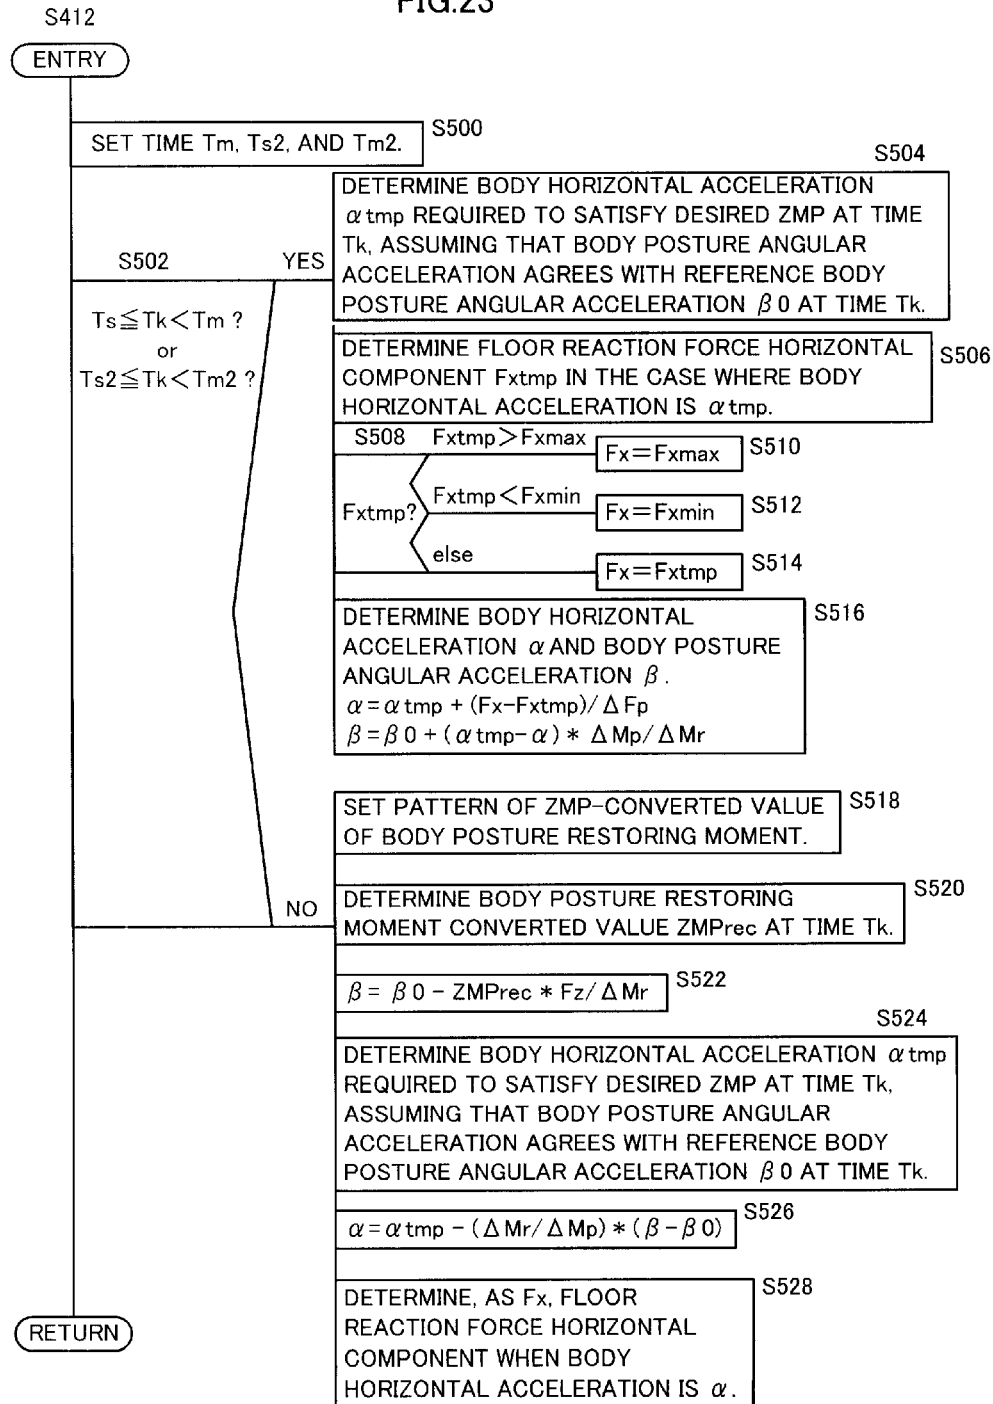 FIG.23
S412
ENTRY
S500
SET TIME Tm, Ts2, AND Tm2.
S504
DETERMINE BODY HORIZONTAL ACCELERATION
αtmp REQUIRED TO SATISFY DESIRED ZMP AT TIME
Tk, ASSUMING THAT BODY POSTURE ANGULAR
ACCELERATION AGREES WITH REFERENCE BODY
POSTURE ANGULAR ACCELERATION β0 AT TIME Tk.
S502 YES
Ts≦Tk<Tm ?
or
Ts2≦Tk<Tm2 ?
S506
DETERMINE FLOOR REACTION FORCE HORIZONTAL
COMPONENT Fxtmp IN THE CASE WHERE BODY
HORIZONTAL ACCELERATION IS αtmp.
S508 Fxtmp>Fxmax
Fx=Fxmax S510
Fxtmp? Fxtmp<Fxmin
Fx=Fxmin S512
else
Fx=Fxtmp S514
S516
DETERMINE BODY HORIZONTAL
ACCELERATION α AND BODY POSTURE
ANGULAR ACCELERATION β.
α=αtmp + (Fx-Fxtmp)/ΔFp
β=β0+(αtmp-α)* ΔMp/ΔMr
S518
SET PATTERN OF ZMP-CONVERTED VALUE
OF BODY POSTURE RESTORING MOMENT.
NO
S520
DETERMINE BODY POSTURE RESTORING
MOMENT CONVERTED VALUE ZMPrec AT TIME Tk.
S522
β= β0-ZMPrec * Fz/ΔMr
S524
DETERMINE BODY HORIZONTAL ACCELERATION αtmp
REQUIRED TO SATISFY DESIRED ZMP AT TIME Tk,
ASSUMING THAT BODY POSTURE ANGULAR
ACCELERATION AGREES WITH REFERENCE BODY
POSTURE ANGULAR ACCELERATION β0 AT TIME Tk.
S526
α=αtmp - (ΔMr/ΔMp)*(β-β0)
S528
DETERMINE, AS Fx, FLOOR
REACTION FORCE HORIZONTAL
COMPONENT WHEN BODY
HORIZONTAL ACCELERATION IS α.
RETURN